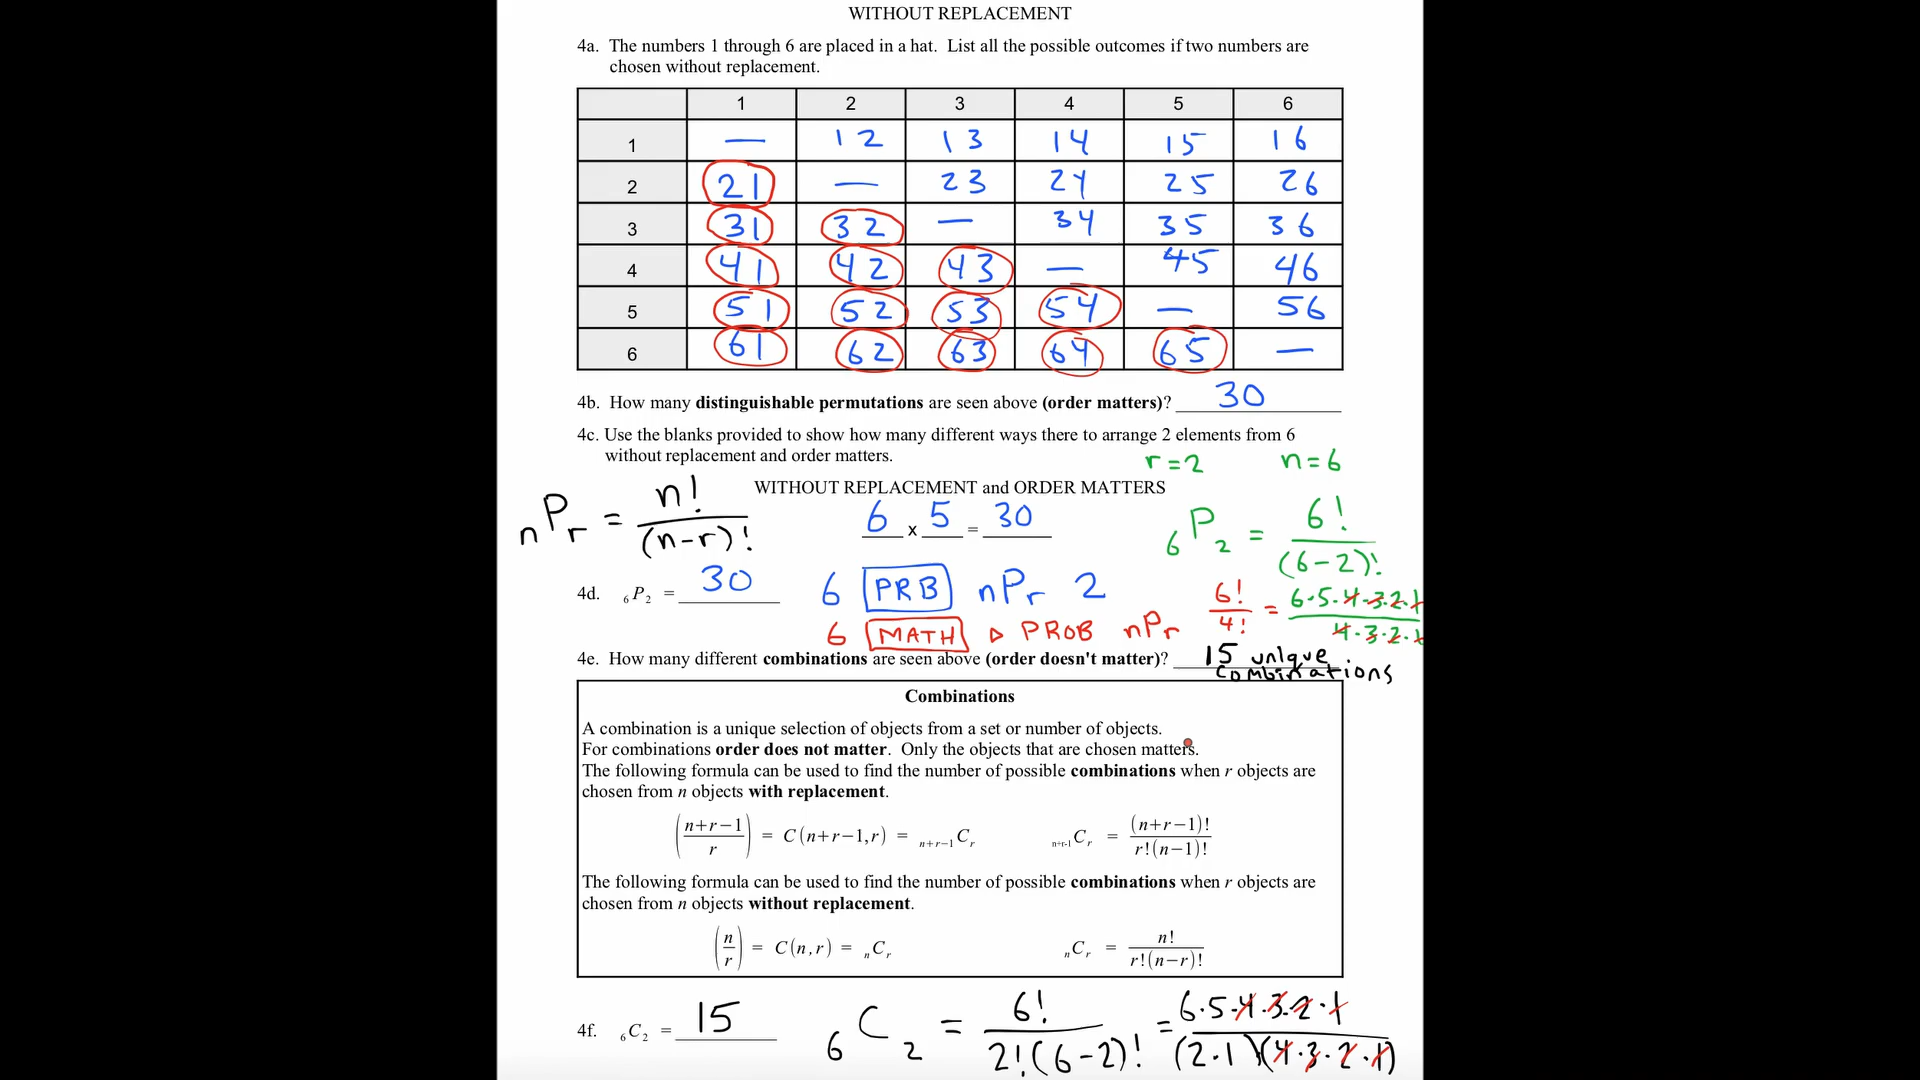 WITHOUT REPLACEMENT
4a. The numbers 1 through 6 are placed in a hat. List all the possible outcomes if two numbers are
chosen without replacement.
1 2 3 4 5 6
1 — 12 13 14 15 16
2 21 — 23 24 25 26
3 31 32 — 34 35 36
4 41 42 43 — 45 46
5 51 52 53 54 — 56
6 61 62 63 64 65 —
4b. How many distinguishable permutations are seen above (order matters)? 30
4c. Use the blanks provided to show how many different ways there to arrange 2 elements from 6
without replacement and order matters.
r=2 n=6
WITHOUT REPLACEMENT and ORDER MATTERS
nPr = n! / (n-r)!
6 x 5 = 30
6P2 = 6! / (6-2)!
4d. 6P2 = 30
6 PRB nPr 2
6!/4! = 6·5·4·3·2·1 / 4·3·2·1
6 MATH ▷ PROB nPr
4e. How many different combinations are seen above (order doesn't matter)? 15 unique
combinations
Combinations
A combination is a unique selection of objects from a set or number of objects.
For combinations order does not matter. Only the objects that are chosen matters.
The following formula can be used to find the number of possible combinations when r objects are
chosen from n objects with replacement.
(n+r−1 / r) = C(n+r−1,r) = n+r−1Cr n+r-1Cr = (n+r−1)! / r!(n−1)!
The following formula can be used to find the number of possible combinations when r objects are
chosen from n objects without replacement.
(n / r) = C(n,r) = nCr nCr = n! / r!(n−r)!
4f. 6C2 = 15 6C2 = 6! / 2!(6-2)! = 6·5·4·3·2·1 / (2·1)(4·3·2·1)